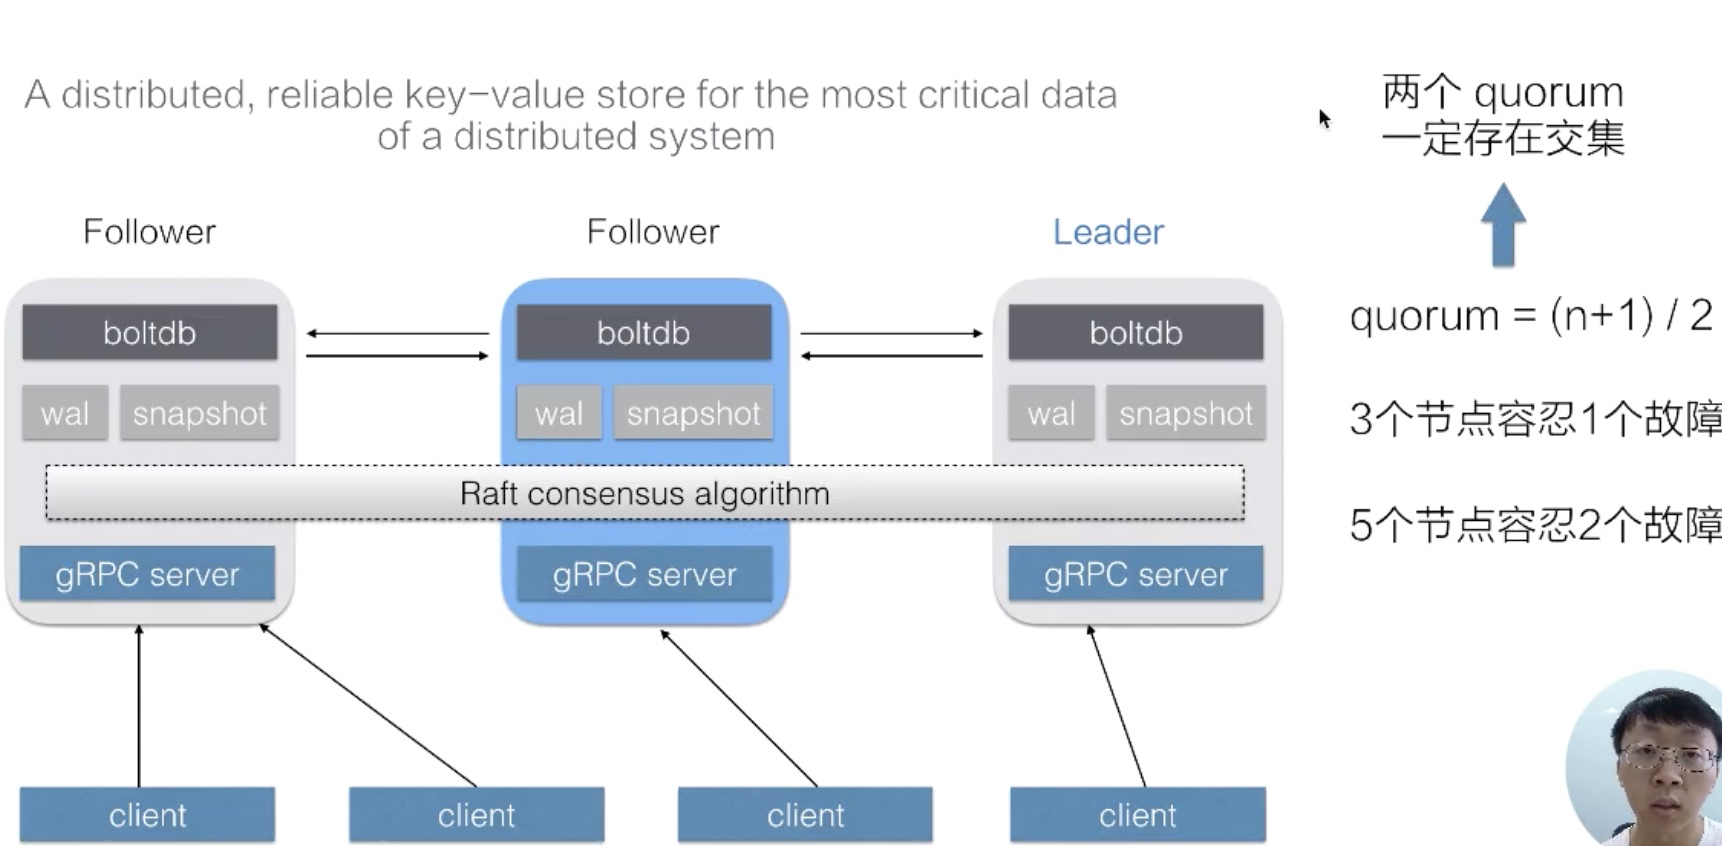 A distributed, reliable key-value store for the most critical data
of a distributed system
两个 quorum
一定存在交集
Follower
Follower
Leader
quorum = (n+1) / 2
3个节点容忍1个故障
5个节点容忍2个故障
boltdb
boltdb
boltdb
wal
snapshot
wal
snapshot
wal
snapshot
Raft consensus algorithm
gRPC server
gRPC server
gRPC server
client
client
client
client